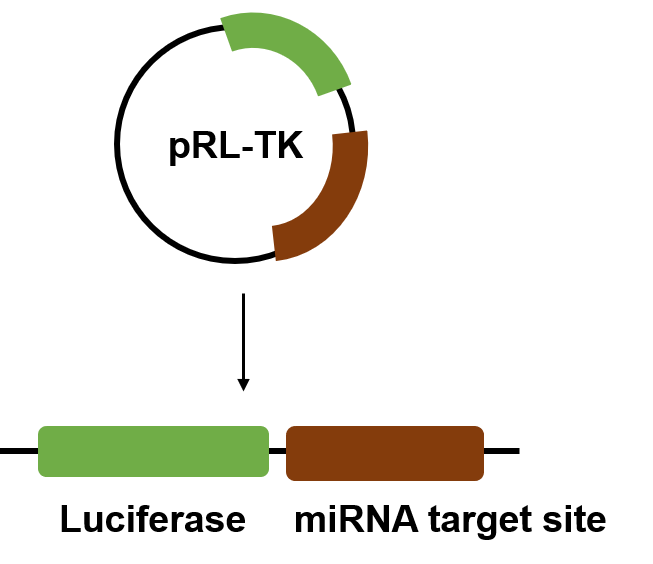 pRL-TK
Luciferase
miRNA target site